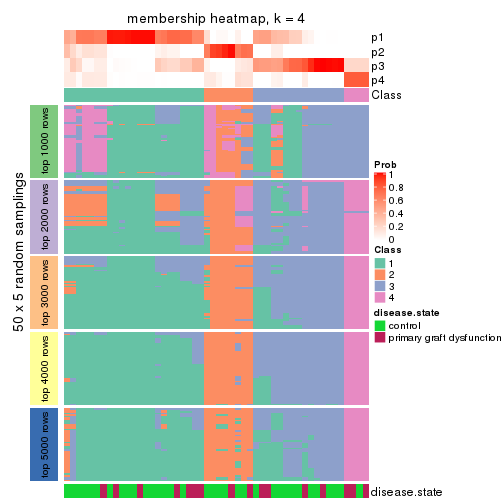 membership heatmap, k = 4
p1
p2
p3
p4
Class
50 x 5 random samplings
top 1000 rows
top 2000 rows
top 3000 rows
top 4000 rows
top 5000 rows
Prob
1
0.8
0.6
0.4
0.2
0
Class
1
2
3
4
disease.state
control
primary graft dysfunction
disease.state